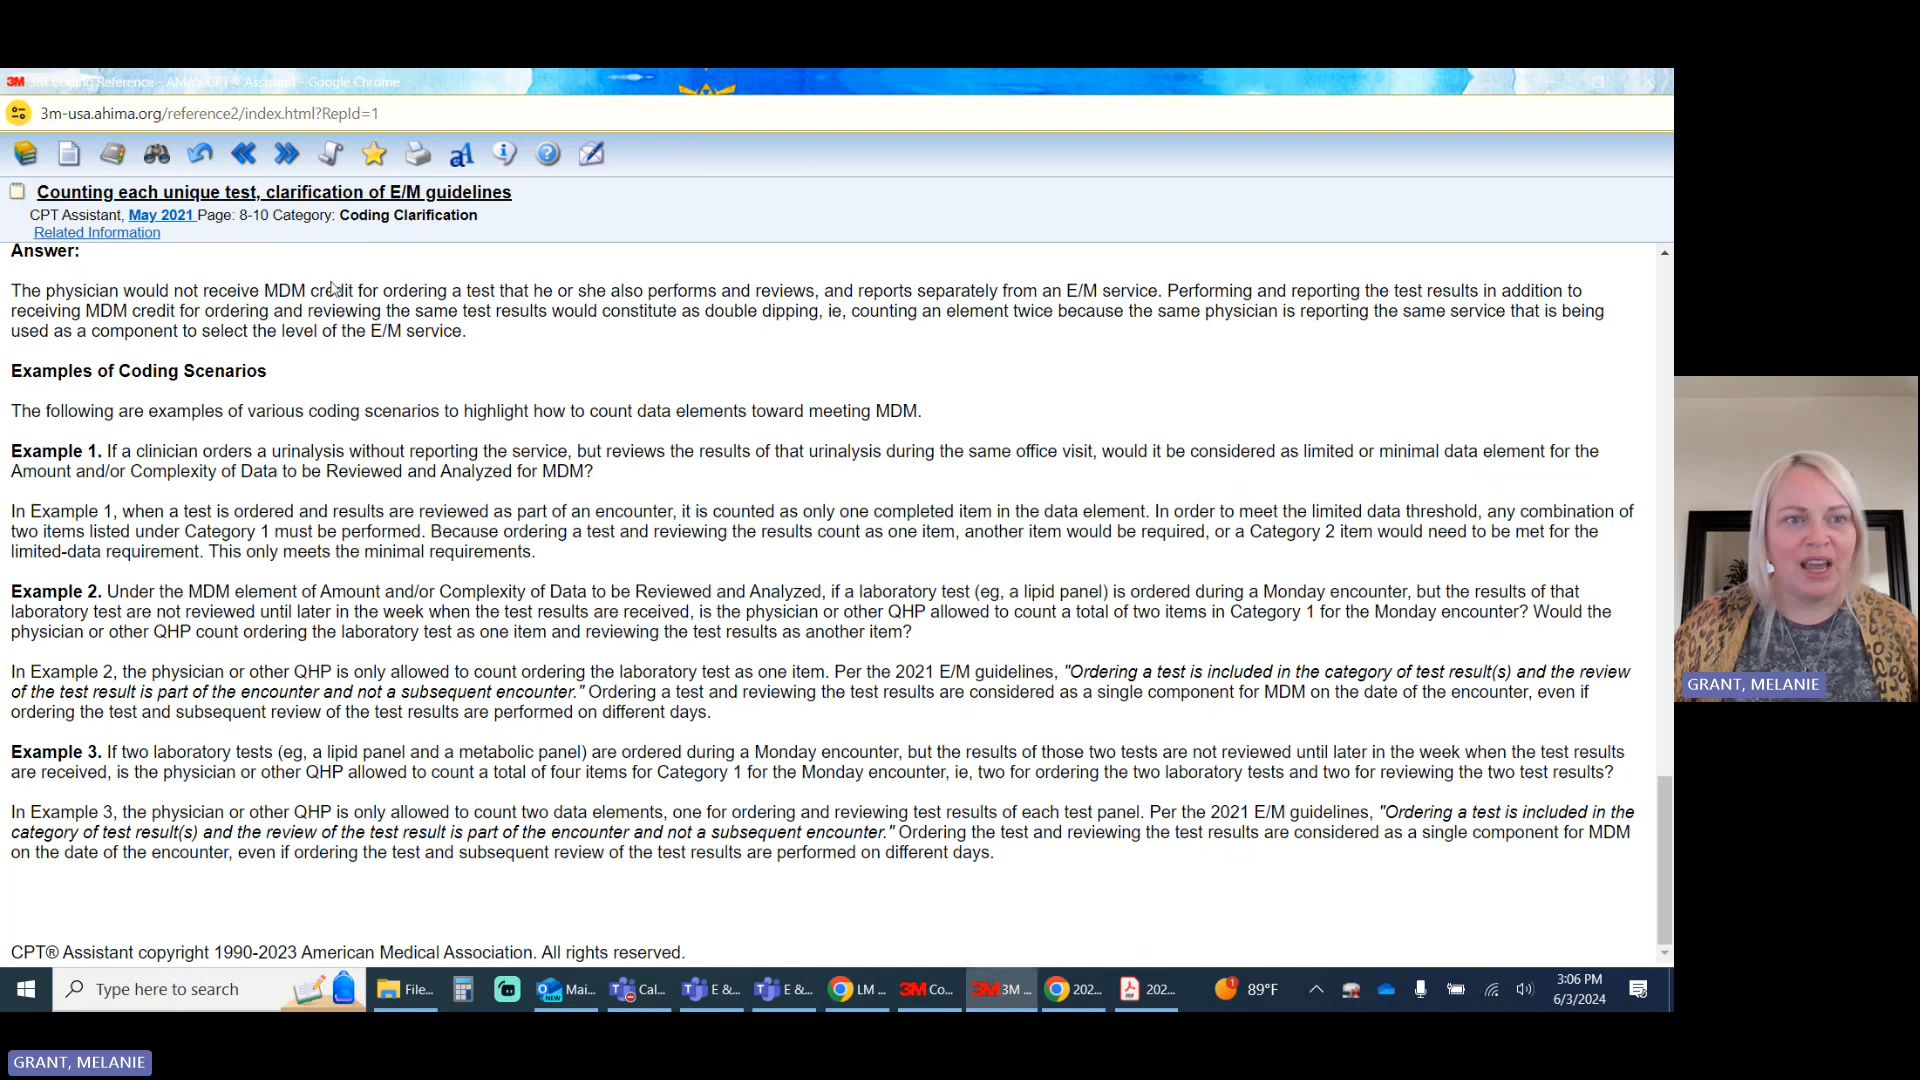 3M 3M Coding Reference - AMA's CPT® Assistant - Google Chrome
3m-usa.ahima.org/reference2/index.html?RepId=1
Counting each unique test, clarification of E/M guidelines
CPT Assistant, May 2021 Page: 8-10 Category: Coding Clarification
Related Information
Answer:
The physician would not receive MDM credit for ordering a test that he or she also performs and reviews, and reports separately from an E/M service. Performing and reporting the test results in addition to
receiving MDM credit for ordering and reviewing the same test results would constitute as double dipping, ie, counting an element twice because the same physician is reporting the same service that is being
used as a component to select the level of the E/M service.
Examples of Coding Scenarios
The following are examples of various coding scenarios to highlight how to count data elements toward meeting MDM.
Example 1. If a clinician orders a urinalysis without reporting the service, but reviews the results of that urinalysis during the same office visit, would it be considered as limited or minimal data element for the
Amount and/or Complexity of Data to be Reviewed and Analyzed for MDM?
In Example 1, when a test is ordered and results are reviewed as part of an encounter, it is counted as only one completed item in the data element. In order to meet the limited data threshold, any combination of
two items listed under Category 1 must be performed. Because ordering a test and reviewing the results count as one item, another item would be required, or a Category 2 item would need to be met for the
limited-data requirement. This only meets the minimal requirements.
Example 2. Under the MDM element of Amount and/or Complexity of Data to be Reviewed and Analyzed, if a laboratory test (eg, a lipid panel) is ordered during a Monday encounter, but the results of that
laboratory test are not reviewed until later in the week when the test results are received, is the physician or other QHP allowed to count a total of two items in Category 1 for the Monday encounter? Would the
physician or other QHP count ordering the laboratory test as one item and reviewing the test results as another item?
In Example 2, the physician or other QHP is only allowed to count ordering the laboratory test as one item. Per the 2021 E/M guidelines, "Ordering a test is included in the category of test result(s) and the review
of the test result is part of the encounter and not a subsequent encounter." Ordering a test and reviewing the test results are considered as a single component for MDM on the date of the encounter, even if
ordering the test and subsequent review of the test results are performed on different days.
Example 3. If two laboratory tests (eg, a lipid panel and a metabolic panel) are ordered during a Monday encounter, but the results of those two tests are not reviewed until later in the week when the test results
are received, is the physician or other QHP allowed to count a total of four items for Category 1 for the Monday encounter, ie, two for ordering the two laboratory tests and two for reviewing the two test results?
In Example 3, the physician or other QHP is only allowed to count two data elements, one for ordering and reviewing test results of each test panel. Per the 2021 E/M guidelines, "Ordering a test is included in the
category of test result(s) and the review of the test result is part of the encounter and not a subsequent encounter." Ordering the test and reviewing the test results are considered as a single component for MDM
on the date of the encounter, even if ordering the test and subsequent review of the test results are performed on different days.
CPT® Assistant copyright 1990-2023 American Medical Association. All rights reserved.
GRANT, MELANIE
Type here to search File... Mai... Cal... E &... E &... LM ... 3M Co... 3M 3M ... 202... 202... 89°F
3:06 PM
6/3/2024
GRANT, MELANIE